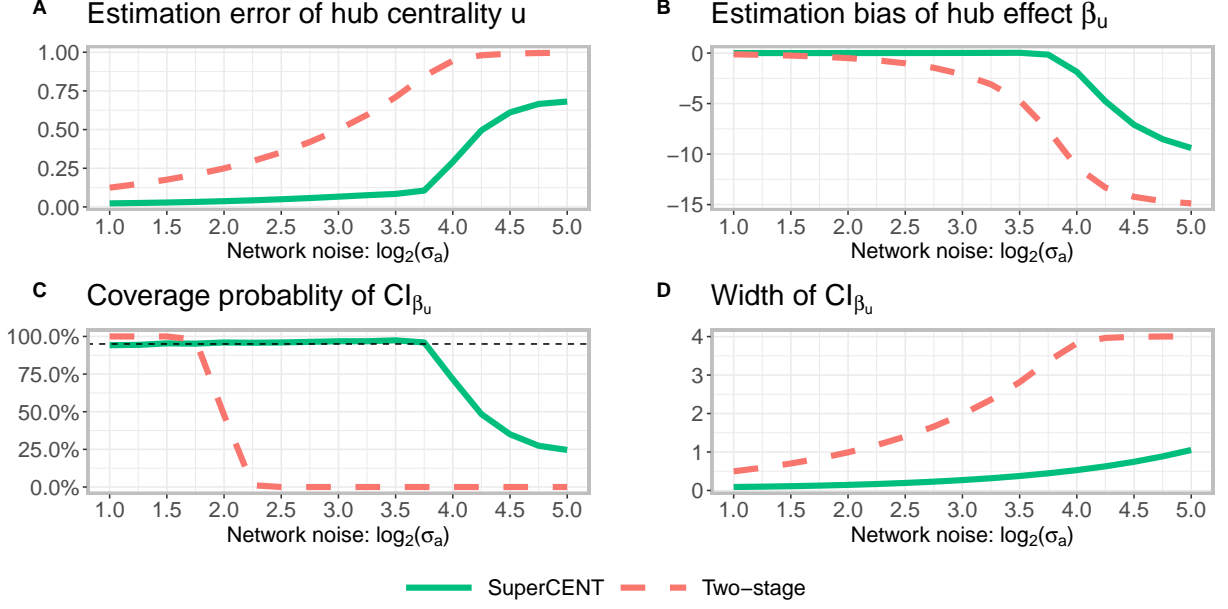 A Estimation error of hub centrality u
1.00
0.75
0.50
0.25
0.00
1.0 1.5 2.0 2.5 3.0 3.5 4.0 4.5 5.0
Network noise: log₂(σₐ)
B Estimation bias of hub effect βᵤ
0
−5
−10
−15
1.0 1.5 2.0 2.5 3.0 3.5 4.0 4.5 5.0
Network noise: log₂(σₐ)
C Coverage probablity of CI_βᵤ
100.0%
75.0%
50.0%
25.0%
0.0%
1.0 1.5 2.0 2.5 3.0 3.5 4.0 4.5 5.0
Network noise: log₂(σₐ)
D Width of CI_βᵤ
4
3
2
1
0
1.0 1.5 2.0 2.5 3.0 3.5 4.0 4.5 5.0
Network noise: log₂(σₐ)
SuperCENT Two−stage